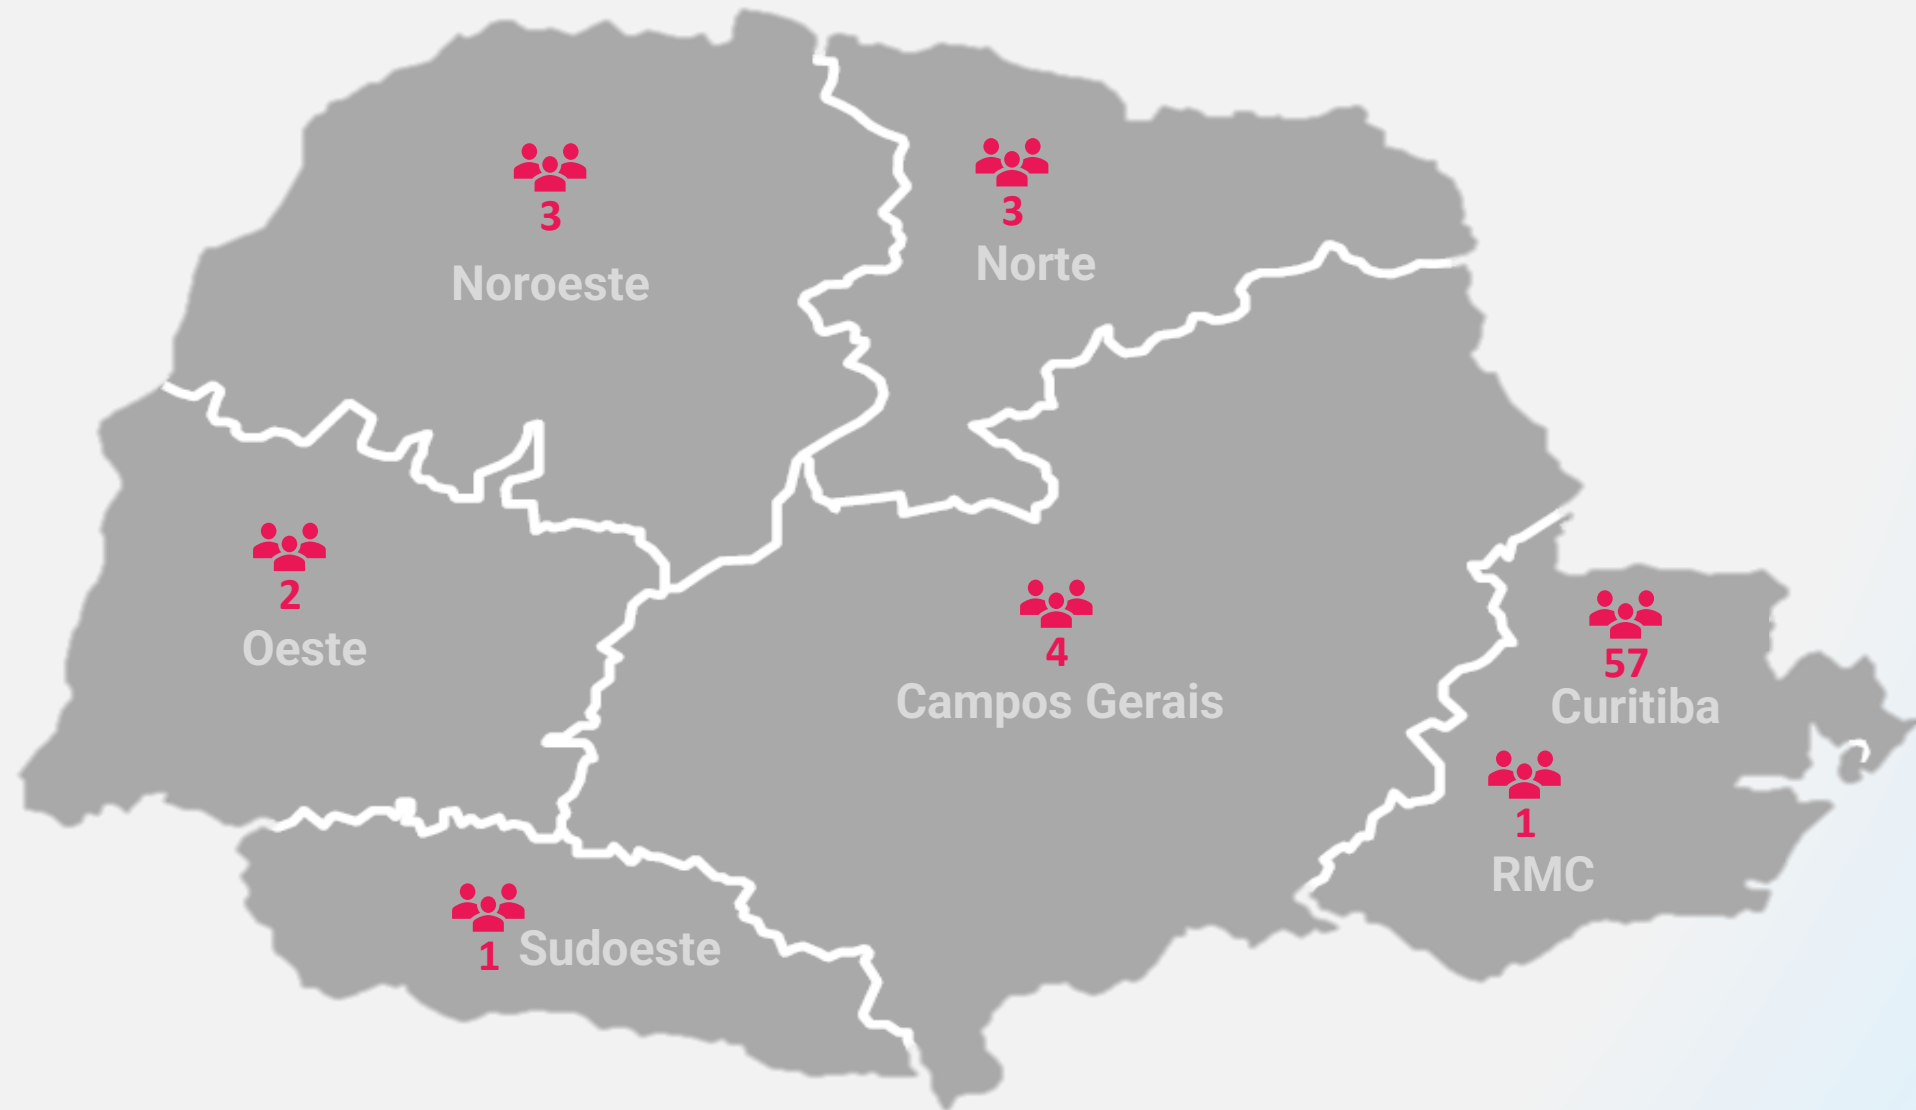 3
Noroeste
3
Norte
2
Oeste
4
Campos Gerais
57
Curitiba
1
RMC
1
Sudoeste